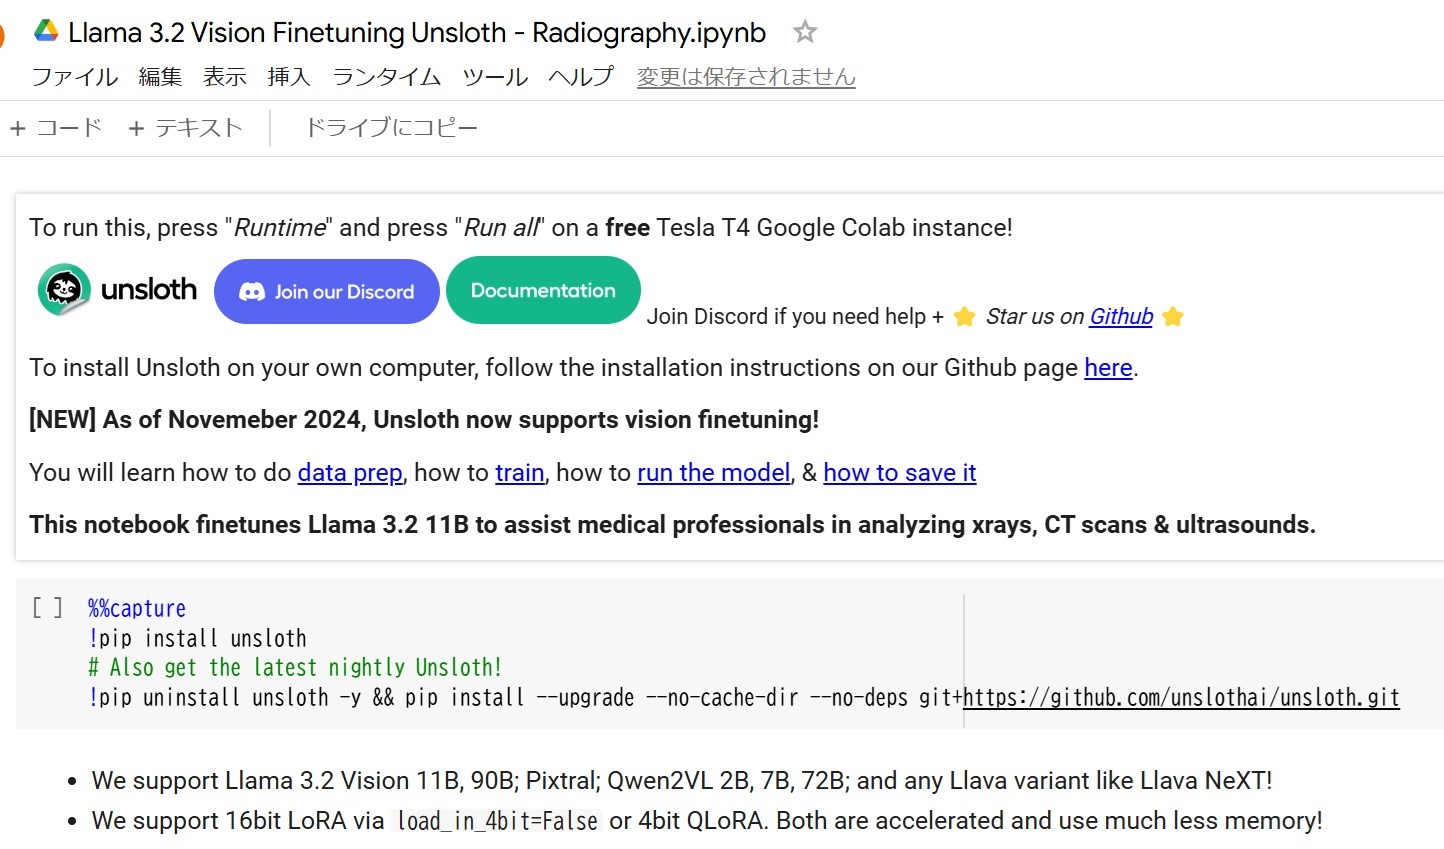 Llama 3.2 Vision Finetuning Unsloth - Radiography.ipynb
ファイル 編集 表示 挿入 ランタイム ツール ヘルプ 変更は保存されません
+ コード + テキスト ドライブにコピー
To run this, press "Runtime" and press "Run all" on a free Tesla T4 Google Colab instance!
unsloth Join our Discord Documentation Join Discord if you need help + ⭐ Star us on Github ⭐
To install Unsloth on your own computer, follow the installation instructions on our Github page here.
[NEW] As of Novemeber 2024, Unsloth now supports vision finetuning!
You will learn how to do data prep, how to train, how to run the model, & how to save it
This notebook finetunes Llama 3.2 11B to assist medical professionals in analyzing xrays, CT scans & ultrasounds.
[ ] %%capture
!pip install unsloth
# Also get the latest nightly Unsloth!
!pip uninstall unsloth -y && pip install --upgrade --no-cache-dir --no-deps git+https://github.com/unslothai/unsloth.git
• We support Llama 3.2 Vision 11B, 90B; Pixtral; Qwen2VL 2B, 7B, 72B; and any Llava variant like Llava NeXT!
• We support 16bit LoRA via load_in_4bit=False or 4bit QLoRA. Both are accelerated and use much less memory!